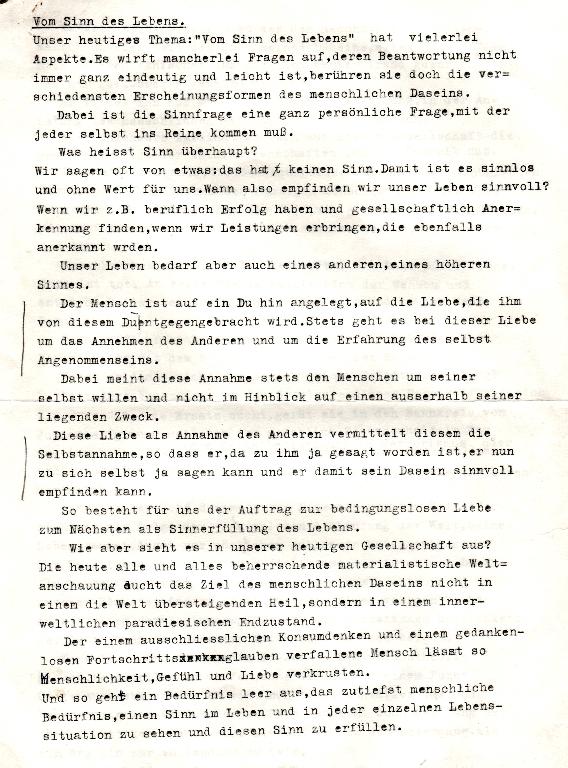 Vom Sinn des Lebens.
Unser heutiges Thema:"Vom Sinn des Lebens" hat vielerlei
Aspekte.Es wirft mancherlei Fragen auf,deren Beantwortung nicht
immer ganz eindeutig und leicht ist,berühren sie doch die ver=
schiedensten Erscheinungsformen des menschlichen Daseins.
Dabei ist die Sinnfrage eine ganz persönliche Frage,mit der
jeder selbst ins Reine kommen muß.
Was heisst Sinn überhaupt?
Wir sagen oft von etwas:das hat keinen Sinn.Damit ist es sinnlos
und ohne Wert für uns.Wann also empfinden wir unser Leben sinnvoll?
Wenn wir z.B. beruflich Erfolg haben und gesellschaftlich Aner=
kennung finden,wenn wir Leistungen erbringen,die ebenfalls
anerkannt wrden.
Unser Leben bedarf aber auch eines anderen,eines höheren
Sinnes.
Der Mensch ist auf ein Du hin angelegt,auf die Liebe,die ihm
von diesem Du entgegengebracht wird.Stets geht es bei dieser Liebe
um das Annehmen des Anderen und um die Erfahrung des selbst
Angenommenseins.
Dabei meint diese Annahme stets den Menschen um seiner
selbst willen und nicht im Hinblick auf einen ausserhalb seiner
liegenden Zweck.
Diese Liebe als Annahme des Anderen vermittelt diesem die
Selbstannahme,so dass er,da zu ihm ja gesagt worden ist,er nun
zu sich selbst ja sagen kann und er damit sein Dasein sinnvoll
empfinden kann.
So besteht für uns der Auftrag zur bedingungslosen Liebe
zum Nächsten als Sinnerfüllung des Lebens.
Wie aber sieht es in unserer heutigen Gesellschaft aus?
Die heute alle und alles beherrschende materialistische Welt=
anschauung sucht das Ziel des menschlichen Daseins nicht in
einem die Welt übersteigenden Heil,sondern in einem inner-
weltlichen paradiesischen Endzustand.
Der einem ausschliesslichen Konsumdenken und einem gedanken-
losen Fortschrittsglauben verfallene Mensch lässt so
Menschlichkeit,Gefühl und Liebe verkrusten.
Und so geht ein Bedürfnis leer aus,das zutiefst menschliche
Bedürfnis,einen Sinn im Leben und in jeder einzelnen Lebens-
situation zu sehen und diesen Sinn zu erfüllen.